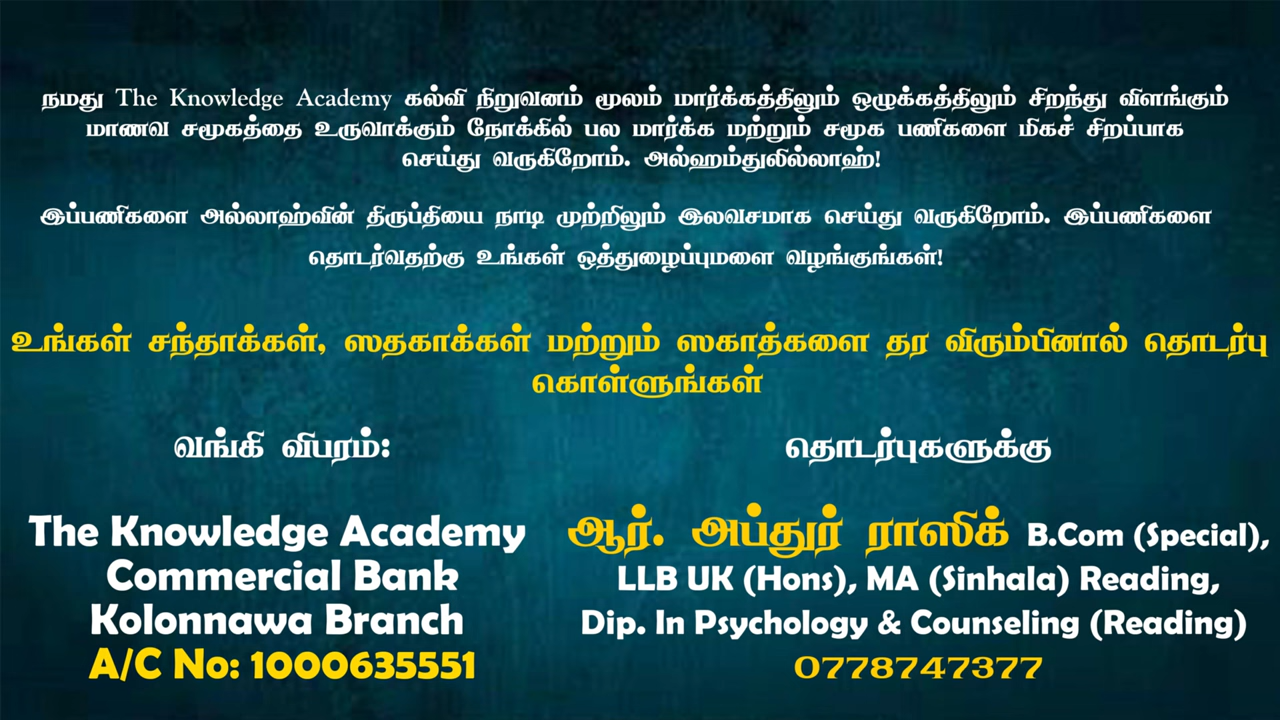 நமது The Knowledge Academy கல்வி நிறுவனம் மூலம் மார்க்கத்திலும் ஒழுக்கத்திலும் சிறந்து விளங்கும்
மாணவ சமூகத்தை உருவாக்கும் நோக்கில் பல மார்க்க மற்றும் சமூக பணிகளை மிகச் சிறப்பாக
செய்து வருகிறோம். அல்ஹம்துலில்லாஹ்!
இப்பணிகளை அல்லாஹ்வின் திருப்தியை நாடி முற்றிலும் இலவசமாக செய்து வருகிறோம். இப்பணிகளை
தொடர்வதற்கு உங்கள் ஒத்துழைப்புமளை வழங்குங்கள்!
உங்கள் சந்தாக்கள், ஸதகாக்கள் மற்றும் ஸகாத்களை தர விரும்பினால் தொடர்பு
கொள்ளுங்கள்
வங்கி விபரம்:
The Knowledge Academy
Commercial Bank
Kolonnawa Branch
A/C No: 1000635551
தொடர்புகளுக்கு
ஆர். அப்துர் ராஸிக் B.Com (Special),
LLB UK (Hons), MA (Sinhala) Reading,
Dip. In Psychology & Counseling (Reading)
0778747377